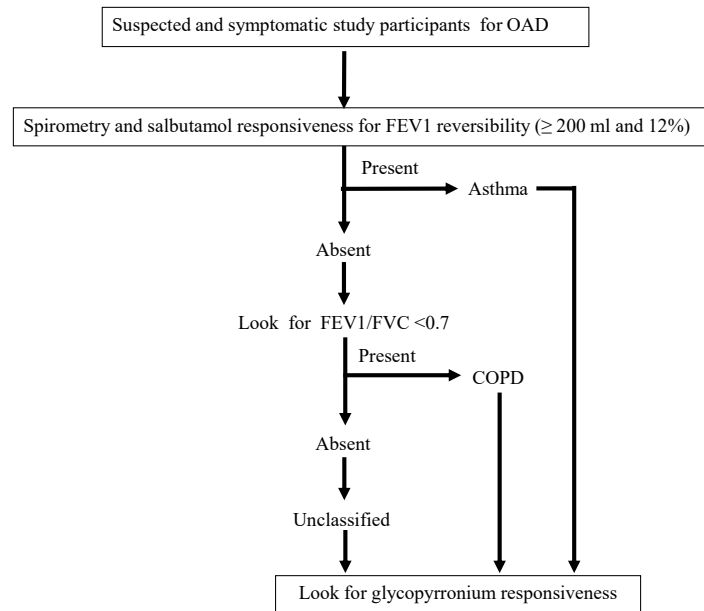 Suspected and symptomatic study participants for OAD
Spirometry and salbutamol responsiveness for FEV1 reversibility (≥ 200 ml and 12%)
Present
Asthma
Absent
Look for FEV1/FVC <0.7
Present
COPD
Absent
Unclassified
Look for glycopyrronium responsiveness